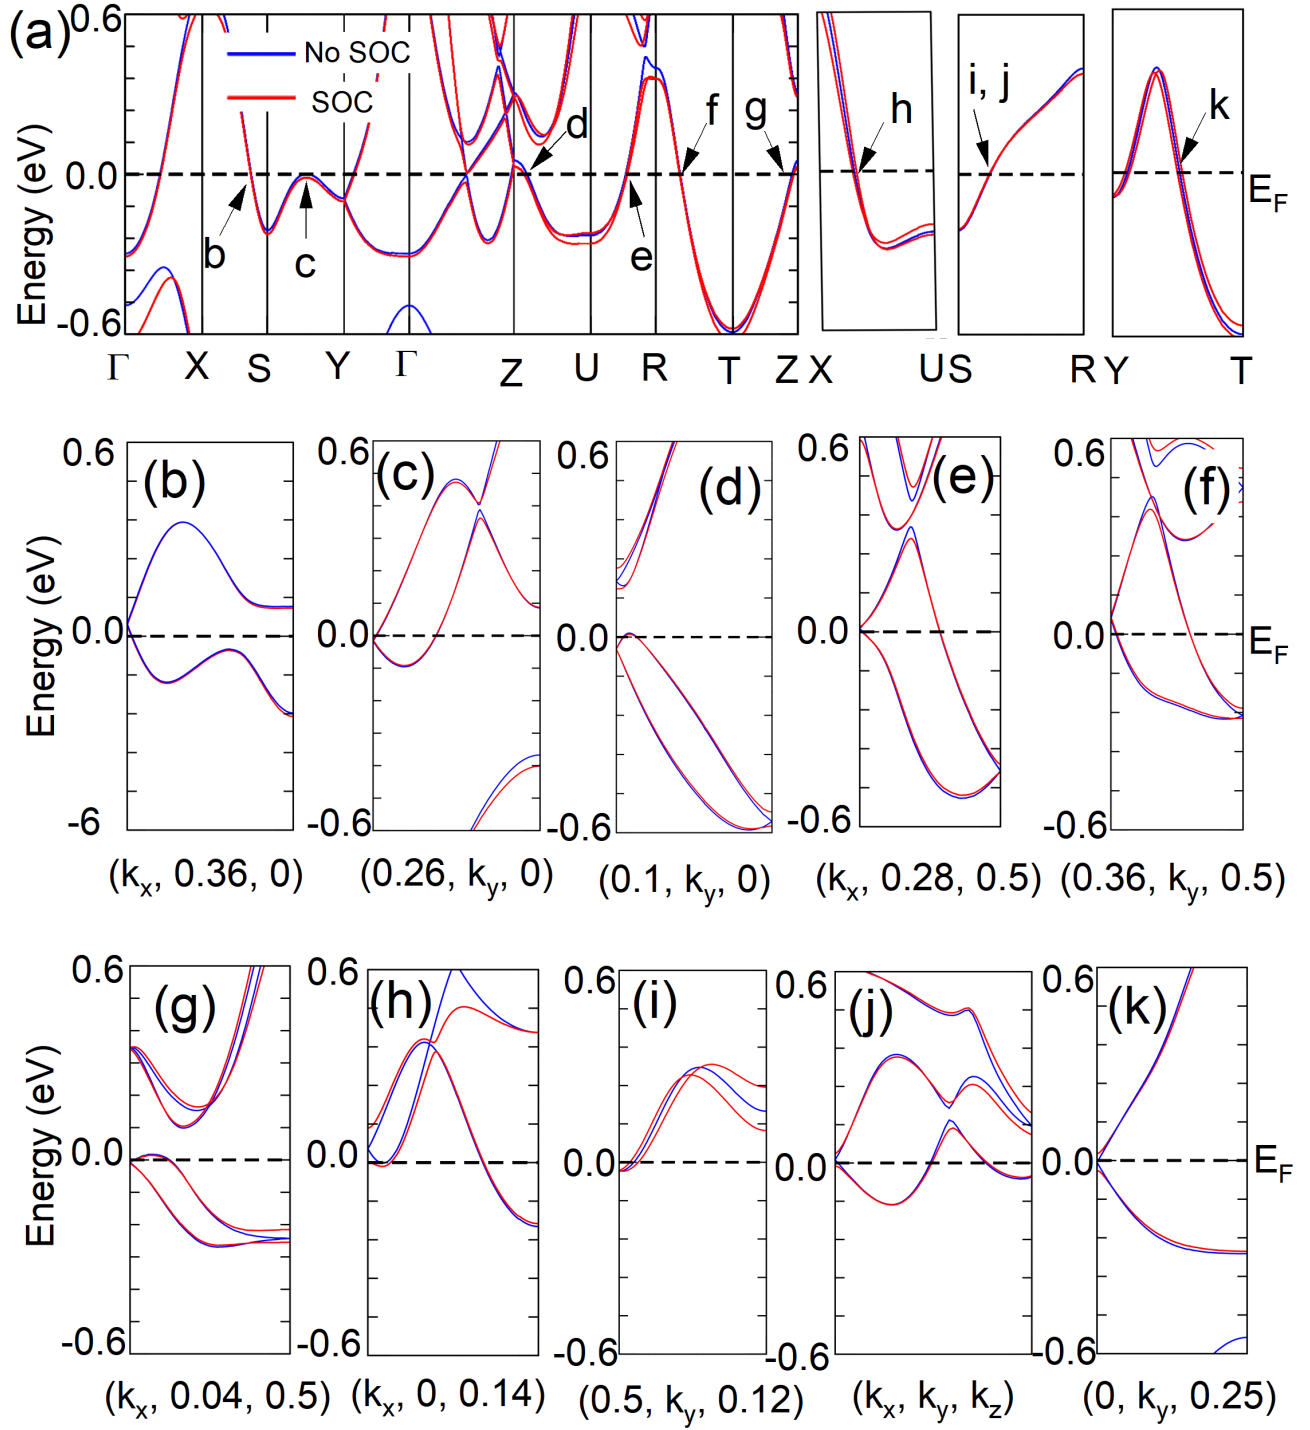 (a) 0.6
No SOC
SOC
0.0
-0.6
Energy (eV)
b c d e f g h i, j k
E_F
Γ X S Y Γ Z U R T Z X U S R Y T
0.6 (b) 0.6 (c) 0.6 (d) 0.6 (e) 0.6 (f)
0.0 0.0 0.0 0.0 0.0 E_F
Energy (eV)
-6 -0.6 -0.6 -0.6 -0.6
(k_x, 0.36, 0) (0.26, k_y, 0) (0.1, k_y, 0) (k_x, 0.28, 0.5) (0.36, k_y, 0.5)
0.6 (g) 0.6 (h) 0.6 (i) 0.6 (j) 0.6 (k)
0.0 0.0 0.0 0.0 0.0 E_F
Energy (eV)
-0.6 -0.6 -0.6 -0.6 -0.6
(k_x, 0.04, 0.5) (k_x, 0, 0.14) (0.5, k_y, 0.12) (k_x, k_y, k_z) (0, k_y, 0.25)